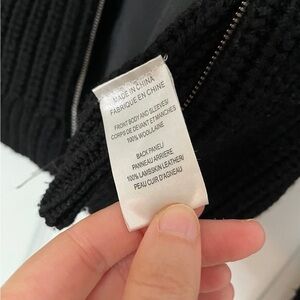 MADE IN CHINA
FABRIQUE EN CHINE
FRONT BODY AND SLEEVES/
CORPS DE DEVANT ET MANCHES
100% WOOL/LAINE
BACK PANEL/
PANNEAU ARRIERE
100% LAMBSKIN LEATHER/
PEAU CUIR D'AGNEAU